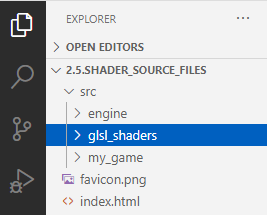 EXPLORER
OPEN EDITORS
2.5.SHADER_SOURCE_FILES
src
engine
glsl_shaders
my_game
favicon.png
<> index.html